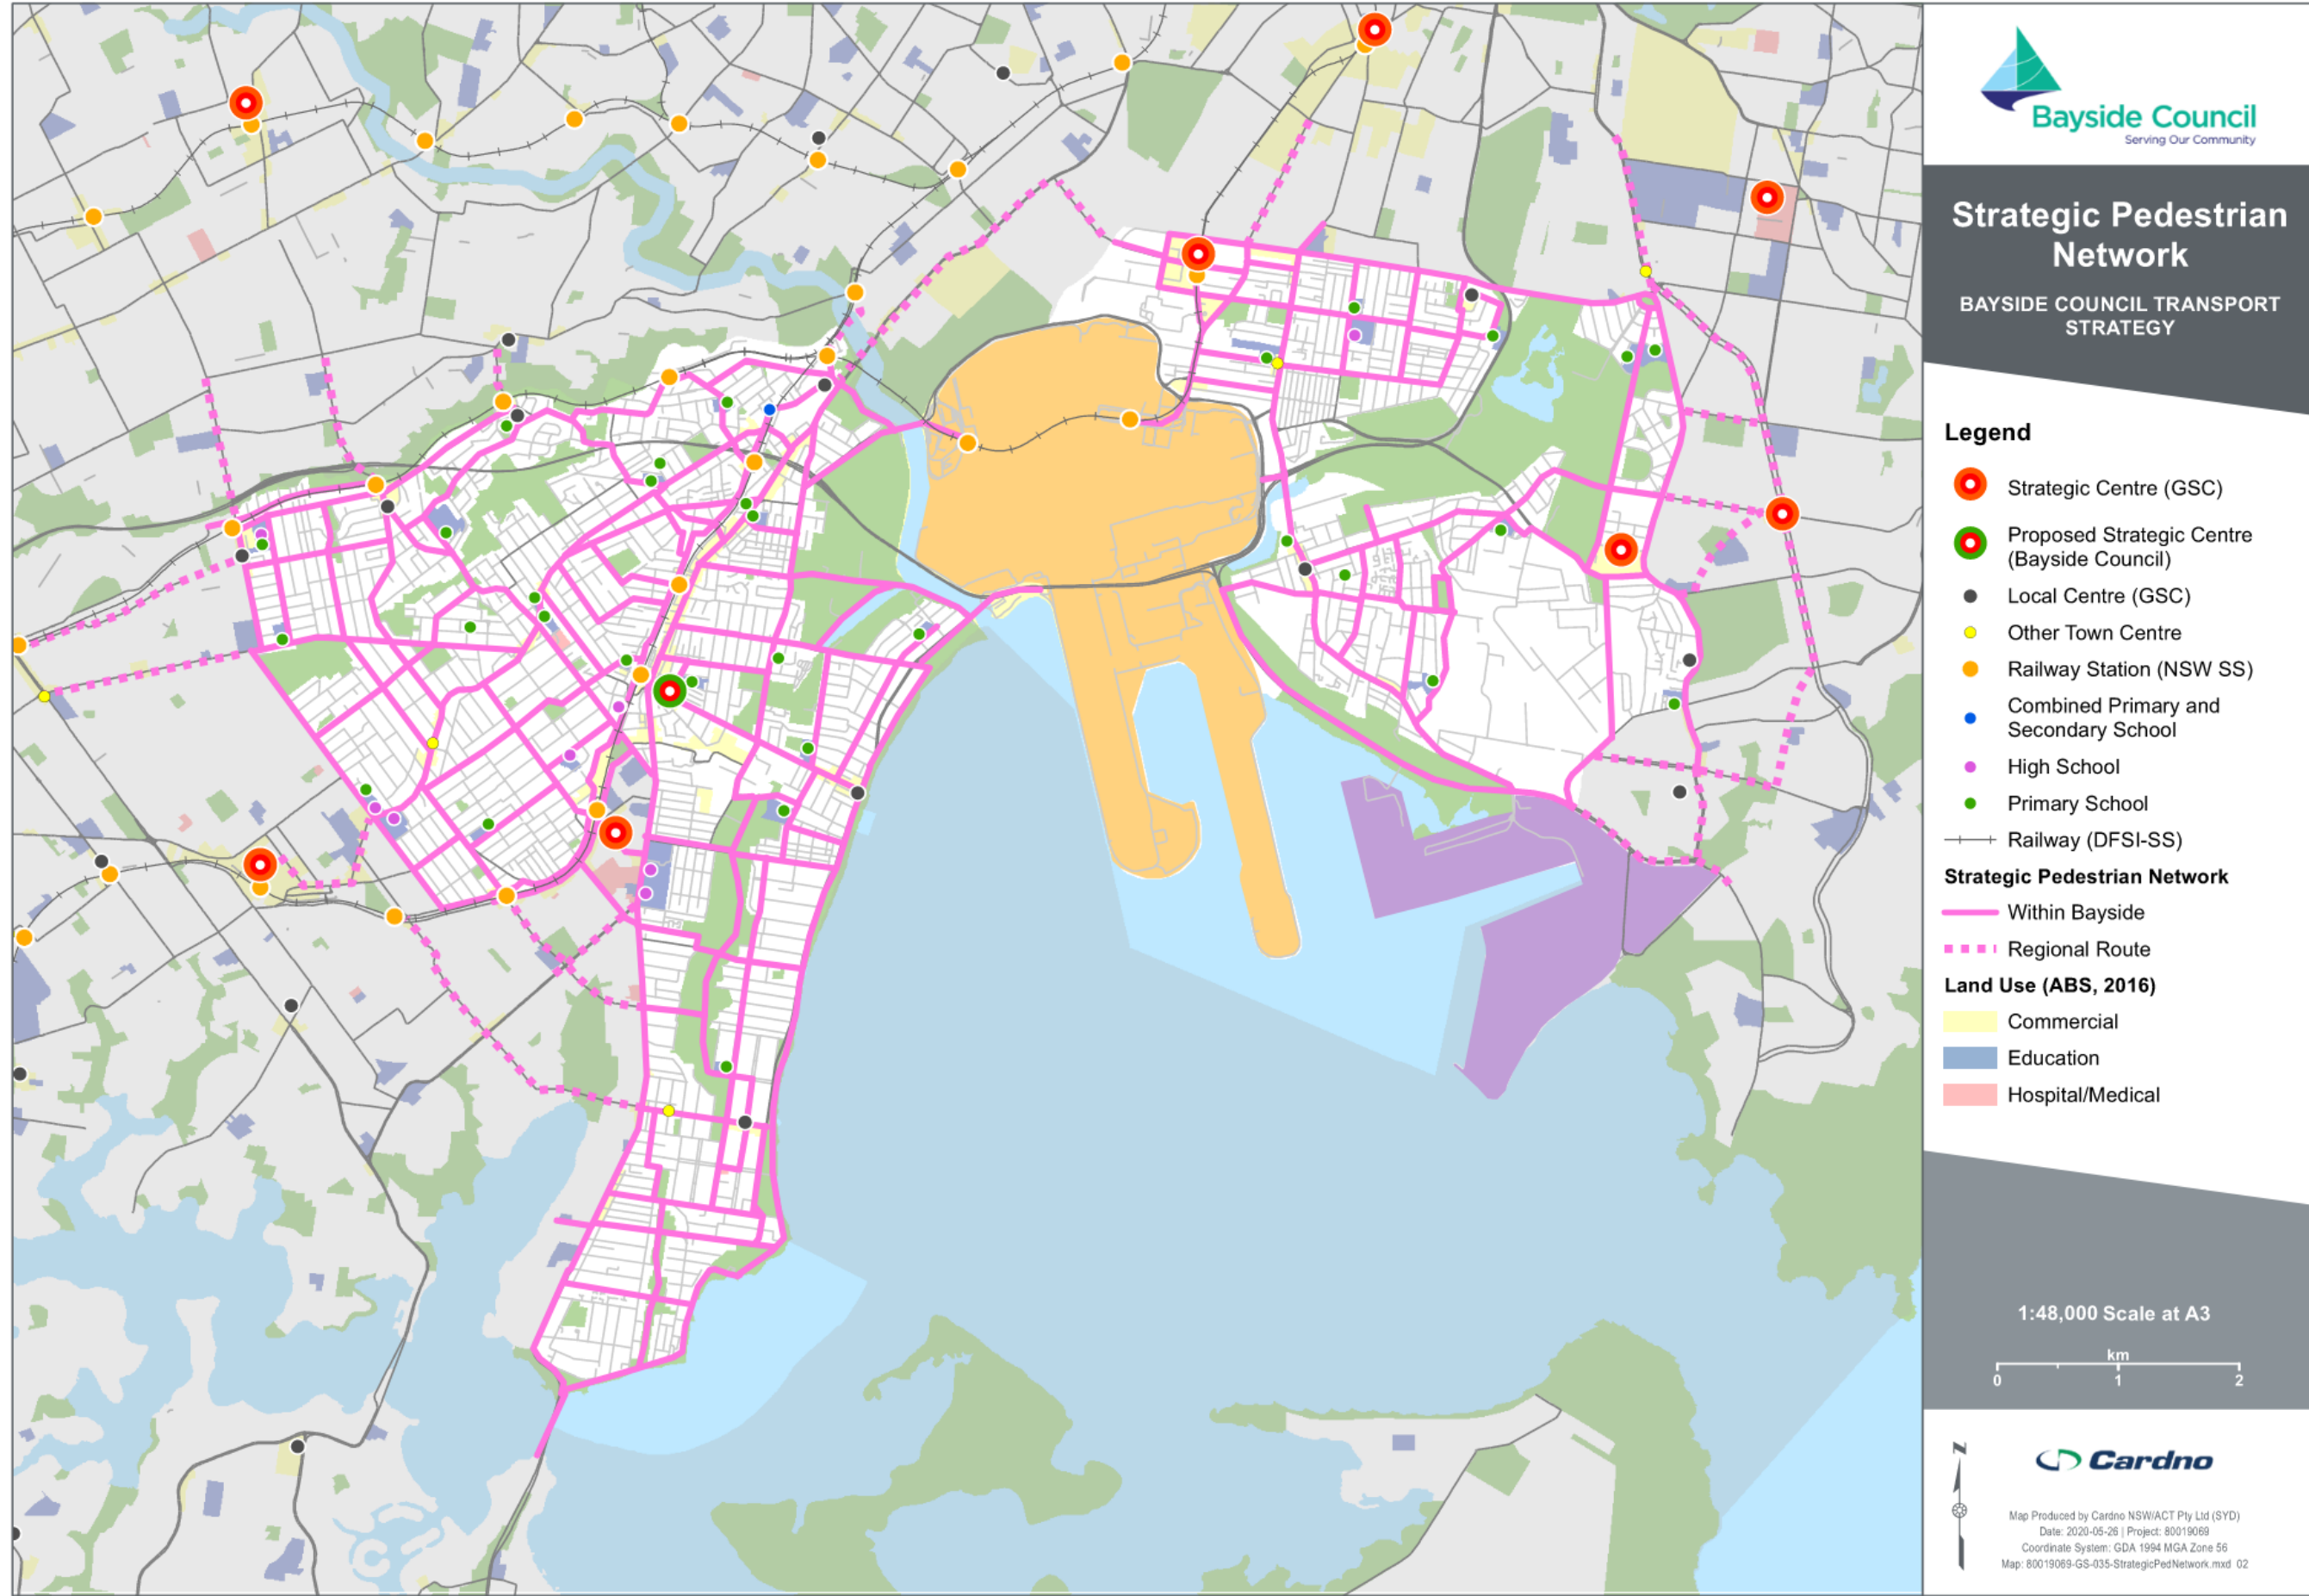 Bayside Council
Serving Our Community
Strategic Pedestrian
Network
BAYSIDE COUNCIL TRANSPORT
STRATEGY
Legend
Strategic Centre (GSC)
Proposed Strategic Centre
(Bayside Council)
Local Centre (GSC)
Other Town Centre
Railway Station (NSW SS)
Combined Primary and
Secondary School
High School
Primary School
Railway (DFSI-SS)
Strategic Pedestrian Network
Within Bayside
Regional Route
Land Use (ABS, 2016)
Commercial
Education
Hospital/Medical
1:48,000 Scale at A3
km
0 1 2
N
Cardno
Map Produced by Cardno NSW/ACT Pty Ltd (SYD)
Date: 2020-05-26 | Project: 80019069
Coordinate System: GDA 1994 MGA Zone 56
Map: 80019069-GS-035-StrategicPedNetwork.mxd 02